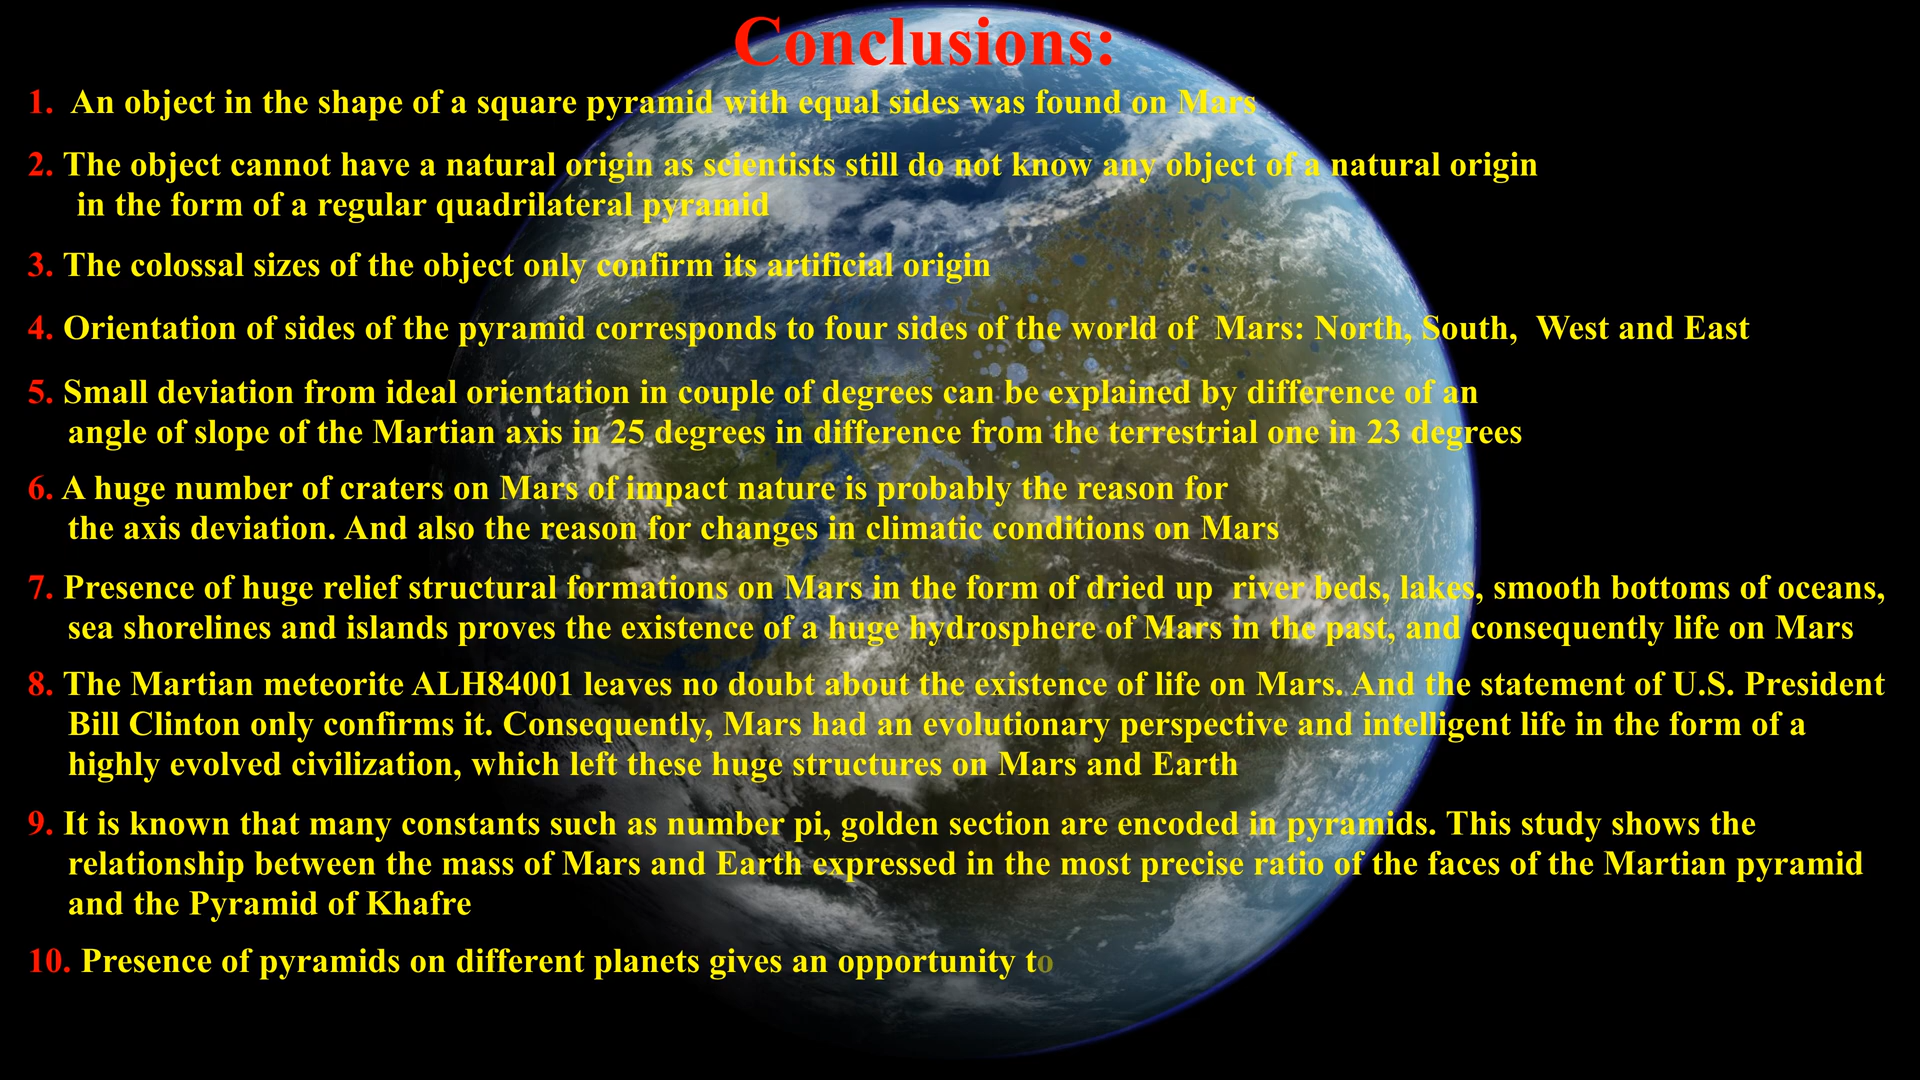 Conclusions:
1. An object in the shape of a square pyramid with equal sides was found on Mars
2. The object cannot have a natural origin as scientists still do not know any object of a natural origin
in the form of a regular quadrilateral pyramid
3. The colossal sizes of the object only confirm its artificial origin
4. Orientation of sides of the pyramid corresponds to four sides of the world of Mars: North, South, West and East
5. Small deviation from ideal orientation in couple of degrees can be explained by difference of an
angle of slope of the Martian axis in 25 degrees in difference from the terrestrial one in 23 degrees
6. A huge number of craters on Mars of impact nature is probably the reason for
the axis deviation. And also the reason for changes in climatic conditions on Mars
7. Presence of huge relief structural formations on Mars in the form of dried up river beds, lakes, smooth bottoms of oceans,
sea shorelines and islands proves the existence of a huge hydrosphere of Mars in the past, and consequently life on Mars
8. The Martian meteorite ALH84001 leaves no doubt about the existence of life on Mars. And the statement of U.S. President
Bill Clinton only confirms it. Consequently, Mars had an evolutionary perspective and intelligent life in the form of a
highly evolved civilization, which left these huge structures on Mars and Earth
9. It is known that many constants such as number pi, golden section are encoded in pyramids. This study shows the
relationship between the mass of Mars and Earth expressed in the most precise ratio of the faces of the Martian pyramid
and the Pyramid of Khafre
10. Presence of pyramids on different planets gives an opportunity to